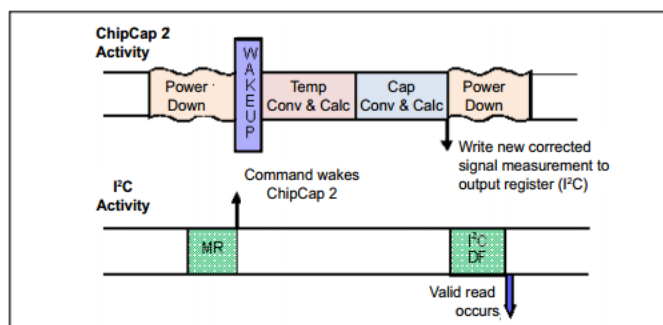 ChipCap 2
Activity
Power
Down
WAKEUP
Temp
Conv & Calc
Cap
Conv & Calc
Power
Down
Write new corrected
signal measurement to
output register (I²C)
Command wakes
ChipCap 2
I²C
Activity
MR
I²C
DF
Valid read
occurs